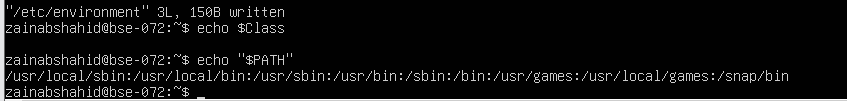 "/etc/environment" 3L, 150B written
zainabshahid@bse-072:~$ echo $Class
zainabshahid@bse-072:~$ echo "$PATH"
/usr/local/sbin:/usr/local/bin:/usr/sbin:/usr/bin:/sbin:/bin:/usr/games:/usr/local/games:/snap/bin
zainabshahid@bse-072:~$ _